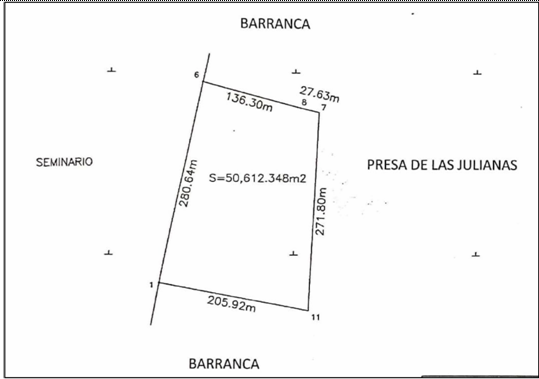 BARRANCA
6
136.30m
27.63m
8
7
SEMINARIO
280.64m
S=50,612.348m2
271.80m
PRESA DE LAS JULIANAS
1
205.92m
11
BARRANCA